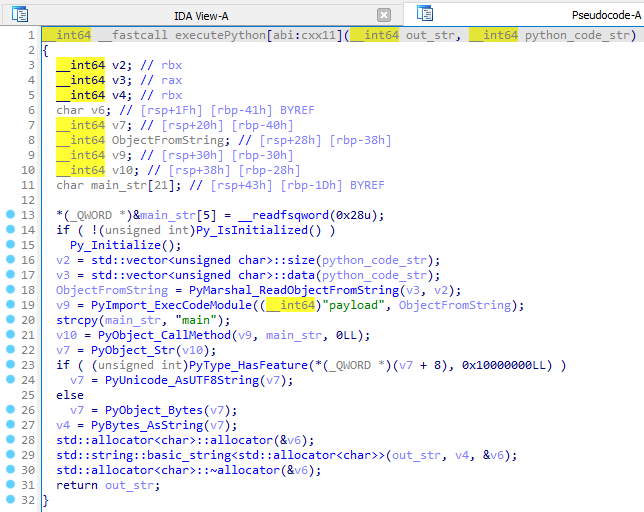 IDA View-A
Pseudocode-A
1 __int64 __fastcall executePython[abi:cxx11](__int64 out_str, __int64 python_code_str)
2 {
3 __int64 v2; // rbx
4 __int64 v3; // rax
5 __int64 v4; // rbx
6 char v6; // [rsp+1Fh] [rbp-41h] BYREF
7 __int64 v7; // [rsp+20h] [rbp-40h]
8 __int64 ObjectFromString; // [rsp+28h] [rbp-38h]
9 __int64 v9; // [rsp+30h] [rbp-30h]
10 __int64 v10; // [rsp+38h] [rbp-28h]
11 char main_str[21]; // [rsp+43h] [rbp-1Dh] BYREF
12
13 *(_QWORD *)&main_str[5] = __readfsqword(0x28u);
14 if ( !(unsigned int)Py_IsInitialized() )
15 Py_Initialize();
16 v2 = std::vector<unsigned char>::size(python_code_str);
17 v3 = std::vector<unsigned char>::data(python_code_str);
18 ObjectFromString = PyMarshal_ReadObjectFromString(v3, v2);
19 v9 = PyImport_ExecCodeModule((__int64)"payload", ObjectFromString);
20 strcpy(main_str, "main");
21 v10 = PyObject_CallMethod(v9, main_str, 0LL);
22 v7 = PyObject_Str(v10);
23 if ( (unsigned int)PyType_HasFeature(*(_QWORD *)(v7 + 8), 0x10000000LL) )
24 v7 = PyUnicode_AsUTF8String(v7);
25 else
26 v7 = PyObject_Bytes(v7);
27 v4 = PyBytes_AsString(v7);
28 std::allocator<char>::allocator(&v6);
29 std::string::basic_string<std::allocator<char>>(out_str, v4, &v6);
30 std::allocator<char>::~allocator(&v6);
31 return out_str;
32 }